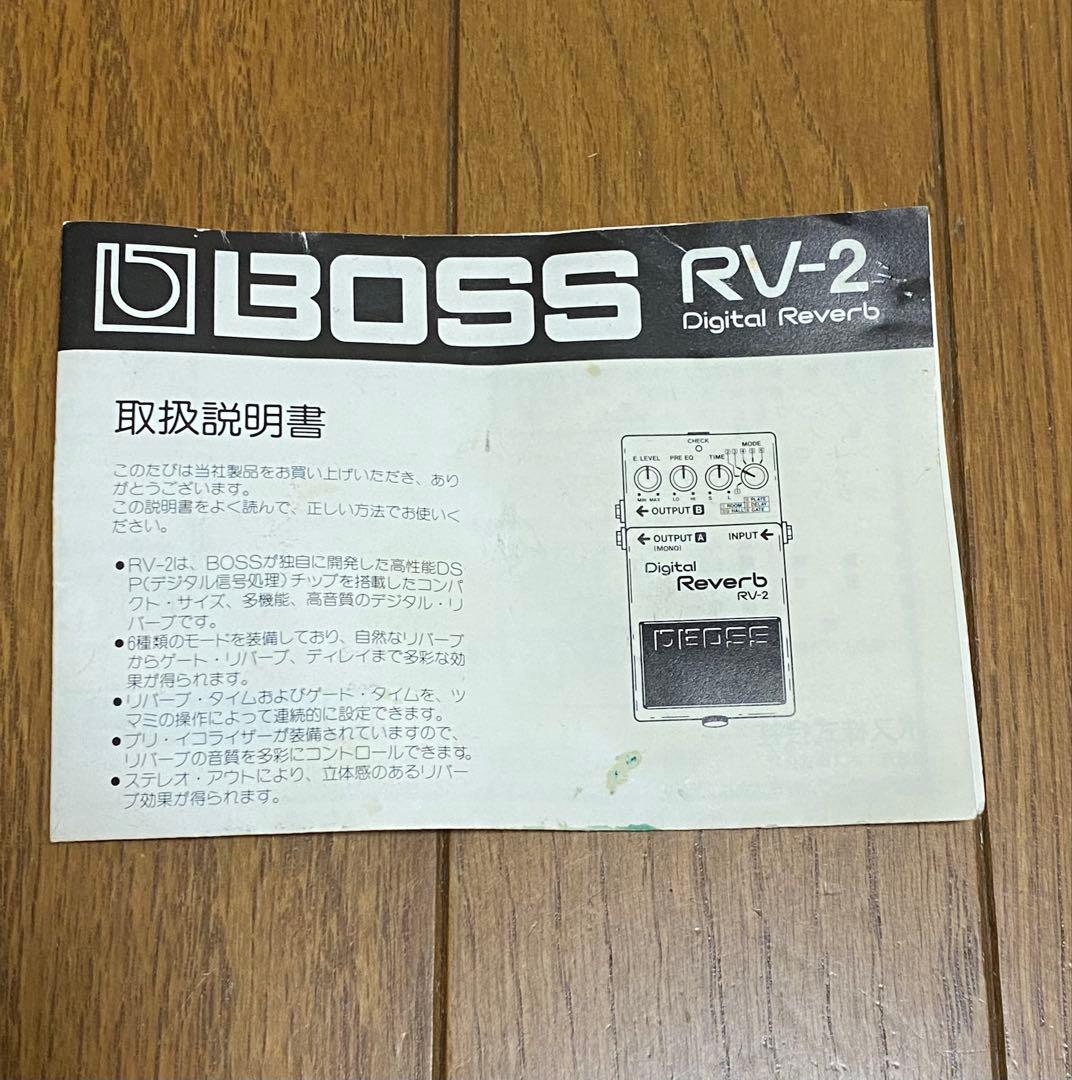 BOSS RV-2
Digital Reverb
取扱説明書
このたびは当社製品をお買い上げいただき、あり
がとうございます。
この説明書をよく読んで、正しい方法でお使いく
ださい。
●RV-2は、BOSSが独自に開発した高性能DS
P(デジタル信号処理)チップを搭載したコンパ
クト・サイズ、多機能、高音質のデジタル・リ
バーブです。
●6種類のモードを装備しており、自然なリバーブ
からゲート・リバーブ、ディレイまで多彩な効
果が得られます。
●リバーブ・タイムおよびゲート・タイムを、ツ
マミの操作によって連続的に設定できます。
●プリ・イコライザーが装備されていますので、
リバーブの音質を多彩にコントロールできます。
●ステレオ・アウトにより、立体感のあるリバー
ブ効果が得られます。
CHECK
E. LEVEL PRE EQ TIME MODE
MIN MAX LO HI S L
ROOM HALL PLATE DELAY GATE
OUTPUT B
OUTPUT A INPUT
(MONO)
Digital
Reverb
RV-2
BOSS